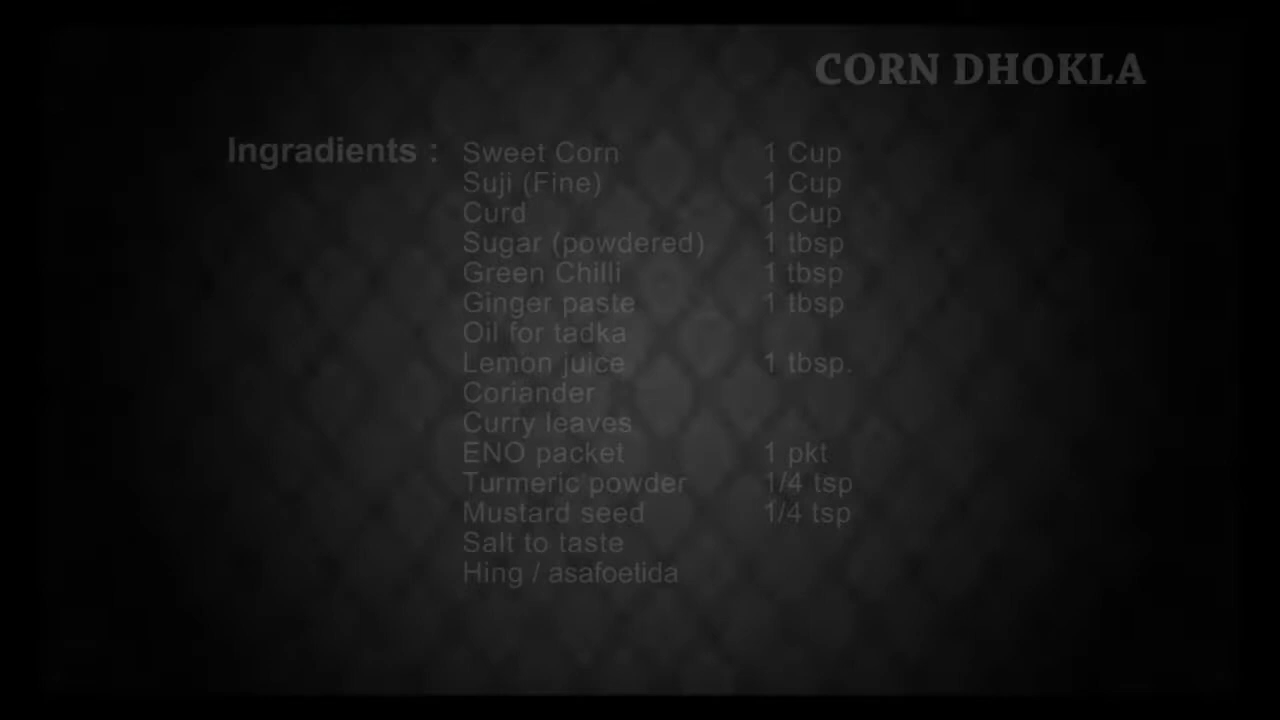 CORN DHOKLA
Ingradients : Sweet Corn 1 Cup
Suji (Fine) 1 Cup
Curd 1 Cup
Sugar (powdered) 1 tbsp
Green Chilli 1 tbsp
Ginger paste 1 tbsp
Oil for tadka
Lemon juice 1 tbsp.
Coriander
Curry leaves
ENO packet 1 pkt
Turmeric powder 1/4 tsp
Mustard seed 1/4 tsp
Salt to taste
Hing / asafoetida